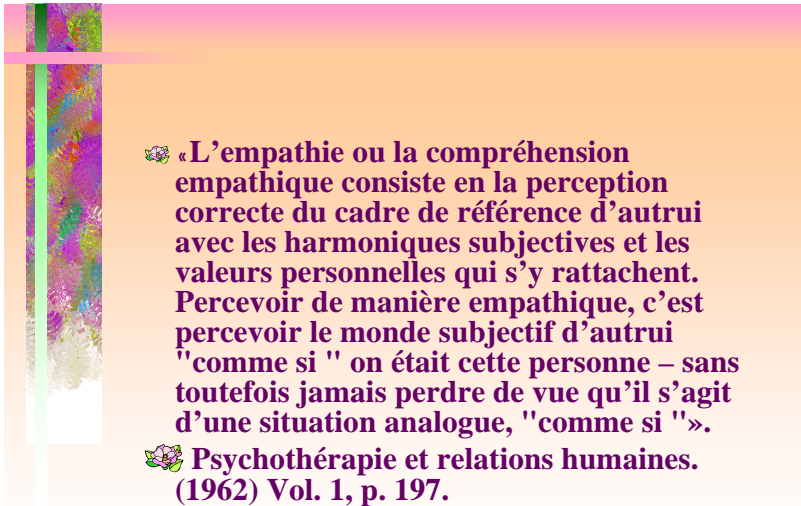 «L’empathie ou la compréhension
empathique consiste en la perception
correcte du cadre de référence d’autrui
avec les harmoniques subjectives et les
valeurs personnelles qui s’y rattachent.
Percevoir de manière empathique, c’est
percevoir le monde subjectif d’autrui
"comme si " on était cette personne – sans
toutefois jamais perdre de vue qu’il s’agit
d’une situation analogue, "comme si "».
Psychothérapie et relations humaines.
(1962) Vol. 1, p. 197.